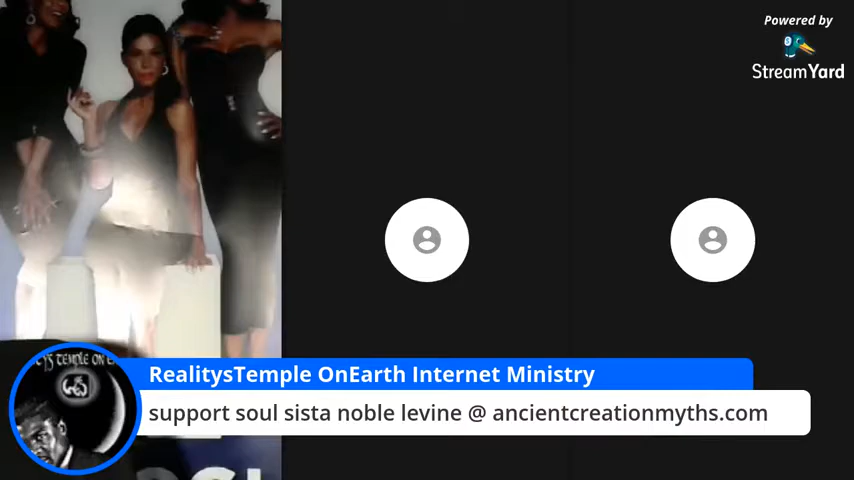 Powered by
StreamYard
RealitysTemple OnEarth Internet Ministry
support soul sista noble levine @ ancientcreationmyths.com